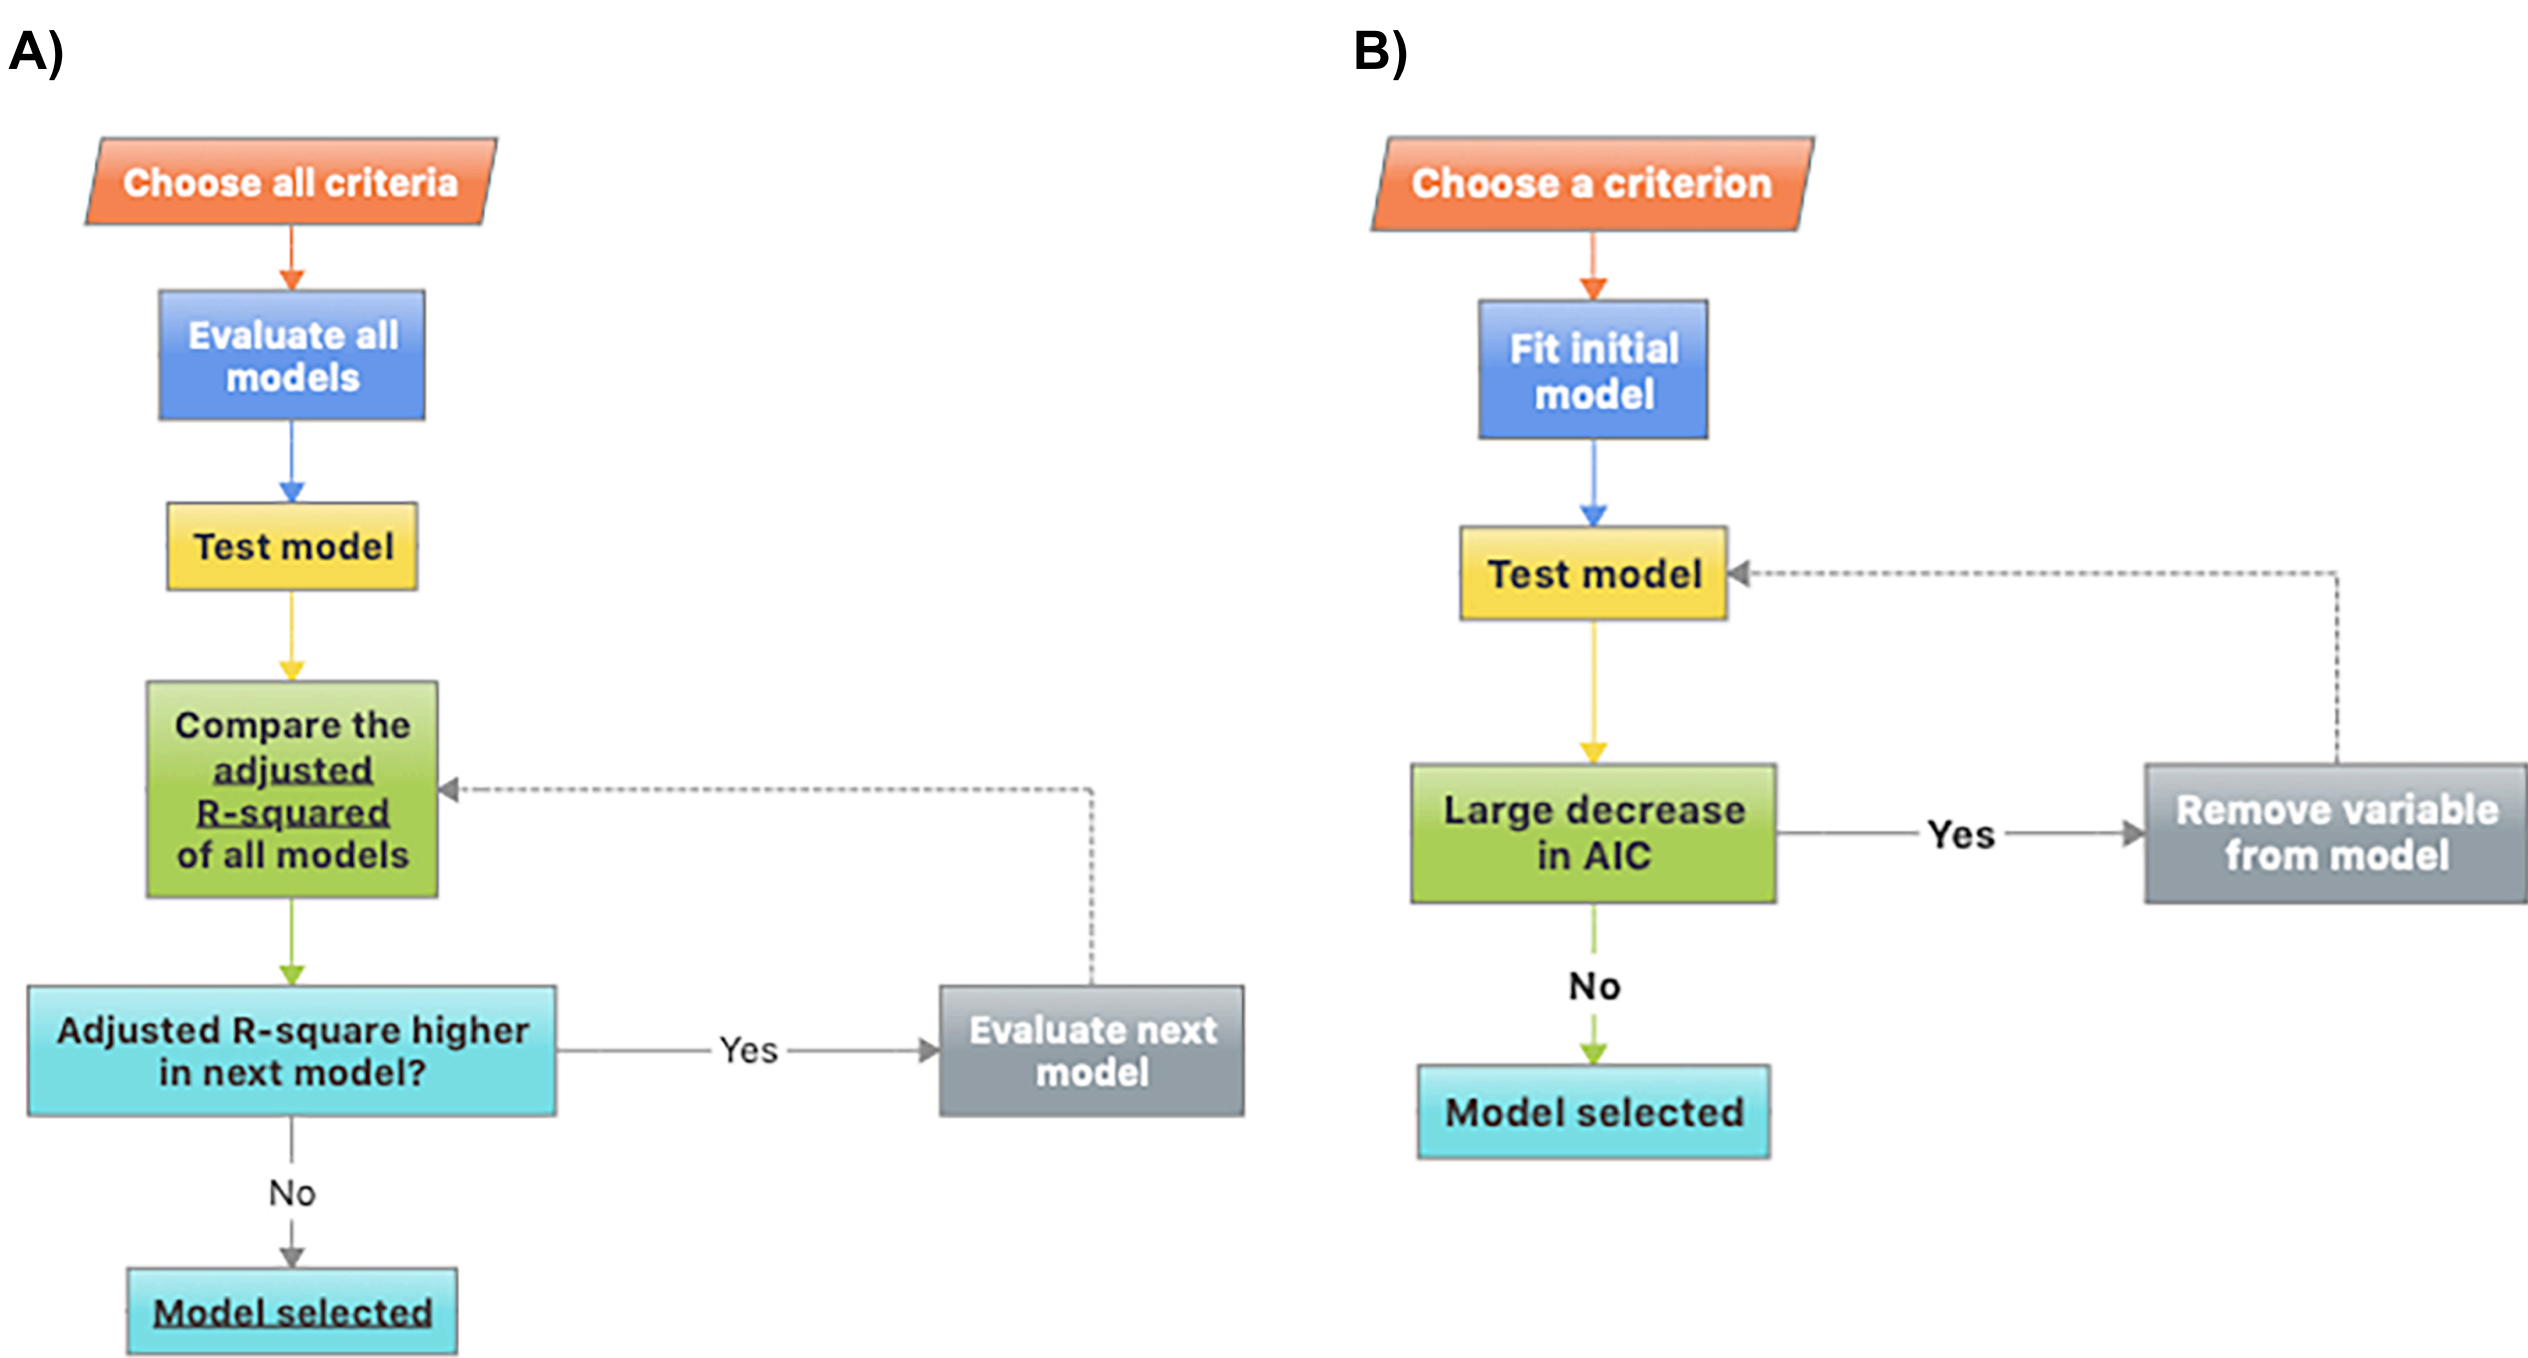 A)
Choose all criteria
Evaluate all
models
Test model
Compare the
adjusted
R-squared
of all models
Adjusted R-square higher
in next model?
Yes
Evaluate next
model
No
Model selected
B)
Choose a criterion
Fit initial
model
Test model
Large decrease
in AIC
Yes
Remove variable
from model
No
Model selected